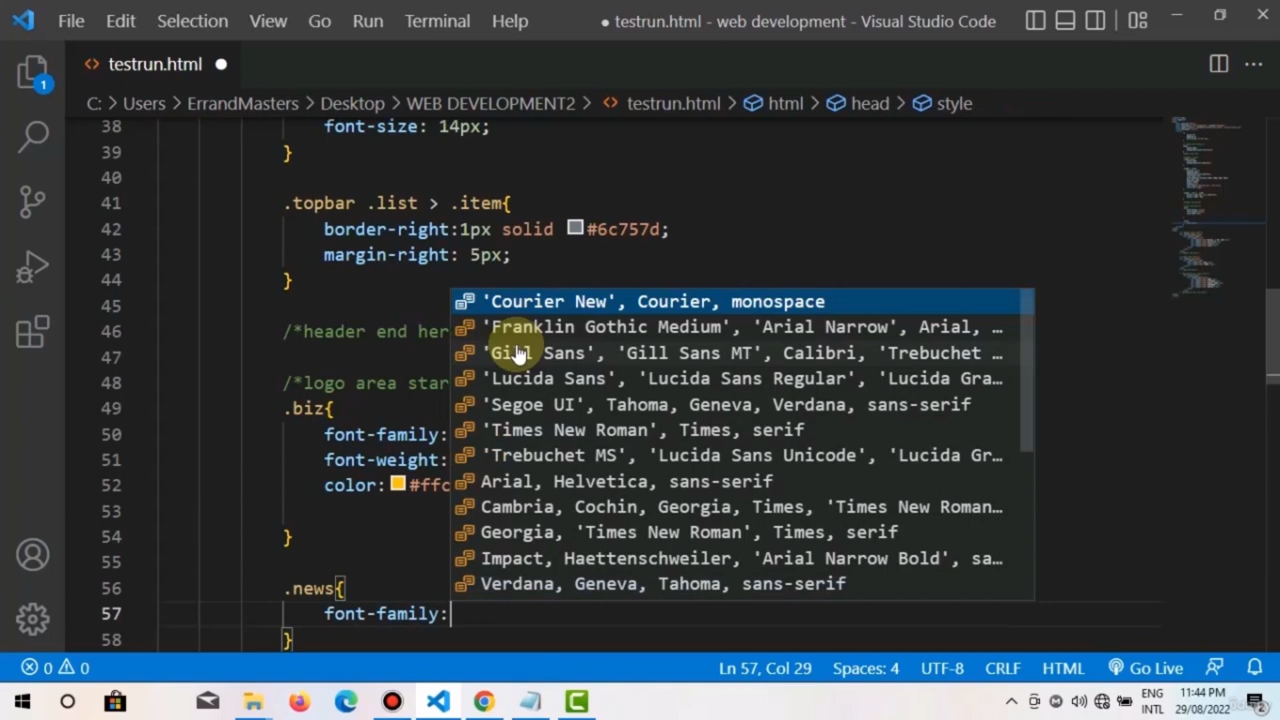 File Edit Selection View Go Run Terminal Help ● testrun.html - web development - Visual Studio Code
testrun.html
C: > Users > ErrandMasters > Desktop > WEB DEVELOPMENT2 > testrun.html > html > head > style
1
38 font-size: 14px;
39 }
40
41 .topbar .list > .item{
42 border-right:1px solid #6c757d;
43 margin-right: 5px;
44 }
45
46 /*header end her
47
48 /*logo area star
49 .biz{
50 font-family:
51 font-weight:
52 color: #ffc
53
54 }
55
56 .news{
57 font-family:
58 }
'Courier New', Courier, monospace
'Franklin Gothic Medium', 'Arial Narrow', Arial, …
'Gill Sans', 'Gill Sans MT', Calibri, 'Trebuchet …
'Lucida Sans', 'Lucida Sans Regular', 'Lucida Gra…
'Segoe UI', Tahoma, Geneva, Verdana, sans-serif
'Times New Roman', Times, serif
'Trebuchet MS', 'Lucida Sans Unicode', 'Lucida Gr…
Arial, Helvetica, sans-serif
Cambria, Cochin, Georgia, Times, 'Times New Roman…
Georgia, 'Times New Roman', Times, serif
Impact, Haettenschweiler, 'Arial Narrow Bold', sa…
Verdana, Geneva, Tahoma, sans-serif
0 0 Ln 57, Col 29 Spaces: 4 UTF-8 CRLF HTML Go Live
ENG 11:44 PM
INTL 29/08/2022 2